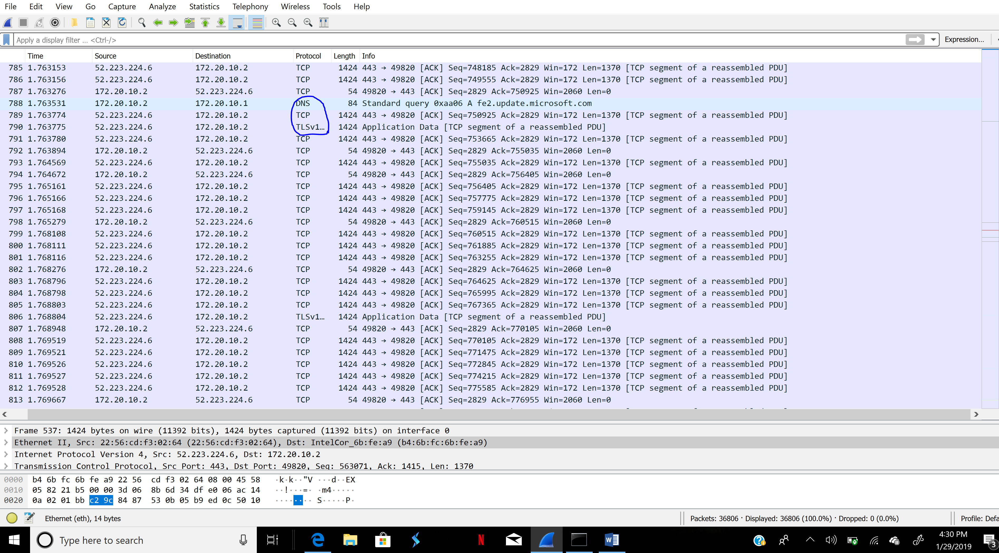 File Edit View Go Capture Analyze Statistics Telephony Wireless Tools Help
Apply a display filter ... <Ctrl-/> Expression...
Time Source Destination Protocol Length Info
785 1.763153 52.223.224.6 172.20.10.2 TCP 1424 443 → 49820 [ACK] Seq=748185 Ack=2829 Win=172 Len=1370 [TCP segment of a reassembled PDU]
786 1.763156 52.223.224.6 172.20.10.2 TCP 1424 443 → 49820 [ACK] Seq=749555 Ack=2829 Win=172 Len=1370 [TCP segment of a reassembled PDU]
787 1.763276 172.20.10.2 52.223.224.6 TCP 54 49820 → 443 [ACK] Seq=2829 Ack=750925 Win=2060 Len=0
788 1.763531 172.20.10.2 172.20.10.1 DNS 84 Standard query 0xaa06 A fe2.update.microsoft.com
789 1.763774 52.223.224.6 172.20.10.2 TCP 1424 443 → 49820 [ACK] Seq=750925 Ack=2829 Win=172 Len=1370 [TCP segment of a reassembled PDU]
790 1.763775 52.223.224.6 172.20.10.2 TLSv1... 1424 Application Data [TCP segment of a reassembled PDU]
791 1.763780 52.223.224.6 172.20.10.2 TCP 1424 443 → 49820 [ACK] Seq=753665 Ack=2829 Win=172 Len=1370 [TCP segment of a reassembled PDU]
792 1.763894 172.20.10.2 52.223.224.6 TCP 54 49820 → 443 [ACK] Seq=2829 Ack=755035 Win=2060 Len=0
793 1.764569 52.223.224.6 172.20.10.2 TCP 1424 443 → 49820 [ACK] Seq=755035 Ack=2829 Win=172 Len=1370 [TCP segment of a reassembled PDU]
794 1.764672 172.20.10.2 52.223.224.6 TCP 54 49820 → 443 [ACK] Seq=2829 Ack=756405 Win=2060 Len=0
795 1.765161 52.223.224.6 172.20.10.2 TCP 1424 443 → 49820 [ACK] Seq=756405 Ack=2829 Win=172 Len=1370 [TCP segment of a reassembled PDU]
796 1.765166 52.223.224.6 172.20.10.2 TCP 1424 443 → 49820 [ACK] Seq=757775 Ack=2829 Win=172 Len=1370 [TCP segment of a reassembled PDU]
797 1.765168 52.223.224.6 172.20.10.2 TCP 1424 443 → 49820 [ACK] Seq=759145 Ack=2829 Win=172 Len=1370 [TCP segment of a reassembled PDU]
798 1.765279 172.20.10.2 52.223.224.6 TCP 54 49820 → 443 [ACK] Seq=2829 Ack=760515 Win=2060 Len=0
799 1.768108 52.223.224.6 172.20.10.2 TCP 1424 443 → 49820 [ACK] Seq=760515 Ack=2829 Win=172 Len=1370 [TCP segment of a reassembled PDU]
800 1.768111 52.223.224.6 172.20.10.2 TCP 1424 443 → 49820 [ACK] Seq=761885 Ack=2829 Win=172 Len=1370 [TCP segment of a reassembled PDU]
801 1.768116 52.223.224.6 172.20.10.2 TCP 1424 443 → 49820 [ACK] Seq=763255 Ack=2829 Win=172 Len=1370 [TCP segment of a reassembled PDU]
802 1.768276 172.20.10.2 52.223.224.6 TCP 54 49820 → 443 [ACK] Seq=2829 Ack=764625 Win=2060 Len=0
803 1.768796 52.223.224.6 172.20.10.2 TCP 1424 443 → 49820 [ACK] Seq=764625 Ack=2829 Win=172 Len=1370 [TCP segment of a reassembled PDU]
804 1.768798 52.223.224.6 172.20.10.2 TCP 1424 443 → 49820 [ACK] Seq=765995 Ack=2829 Win=172 Len=1370 [TCP segment of a reassembled PDU]
805 1.768803 52.223.224.6 172.20.10.2 TCP 1424 443 → 49820 [ACK] Seq=767365 Ack=2829 Win=172 Len=1370 [TCP segment of a reassembled PDU]
806 1.768804 52.223.224.6 172.20.10.2 TLSv1... 1424 Application Data [TCP segment of a reassembled PDU]
807 1.768948 172.20.10.2 52.223.224.6 TCP 54 49820 → 443 [ACK] Seq=2829 Ack=770105 Win=2060 Len=0
808 1.769519 52.223.224.6 172.20.10.2 TCP 1424 443 → 49820 [ACK] Seq=770105 Ack=2829 Win=172 Len=1370 [TCP segment of a reassembled PDU]
809 1.769521 52.223.224.6 172.20.10.2 TCP 1424 443 → 49820 [ACK] Seq=771475 Ack=2829 Win=172 Len=1370 [TCP segment of a reassembled PDU]
810 1.769526 52.223.224.6 172.20.10.2 TCP 1424 443 → 49820 [ACK] Seq=772845 Ack=2829 Win=172 Len=1370 [TCP segment of a reassembled PDU]
811 1.769527 52.223.224.6 172.20.10.2 TCP 1424 443 → 49820 [ACK] Seq=774215 Ack=2829 Win=172 Len=1370 [TCP segment of a reassembled PDU]
812 1.769528 52.223.224.6 172.20.10.2 TCP 1424 443 → 49820 [ACK] Seq=775585 Ack=2829 Win=172 Len=1370 [TCP segment of a reassembled PDU]
813 1.769667 172.20.10.2 52.223.224.6 TCP 54 49820 → 443 [ACK] Seq=2829 Ack=776955 Win=2060 Len=0
Frame 537: 1424 bytes on wire (11392 bits), 1424 bytes captured (11392 bits) on interface 0
Ethernet II, Src: 22:56:cd:f3:02:64 (22:56:cd:f3:02:64), Dst: IntelCor_6b:fe:a9 (b4:6b:fc:6b:fe:a9)
Internet Protocol Version 4, Src: 52.223.224.6, Dst: 172.20.10.2
Transmission Control Protocol, Src Port: 443, Dst Port: 49820, Seq: 563071, Ack: 1415, Len: 1370
0000 b4 6b fc 6b fe a9 22 56 cd f3 02 64 08 00 45 58 ·k·k··"V ···d··EX
0010 05 82 21 b5 00 00 3d 06 8b 6d 34 df e0 06 ac 14 ··!···=· ·m4·····
0020 0a 02 01 bb c2 9c 84 87 53 0b 05 b9 ed 0c 50 10 ········ S·····P·
Ethernet (eth), 14 bytes Packets: 36806 · Displayed: 36806 (100.0%) · Dropped: 0 (0.0%) Profile: Defa
Type here to search 4:30 PM
1/29/2019 3